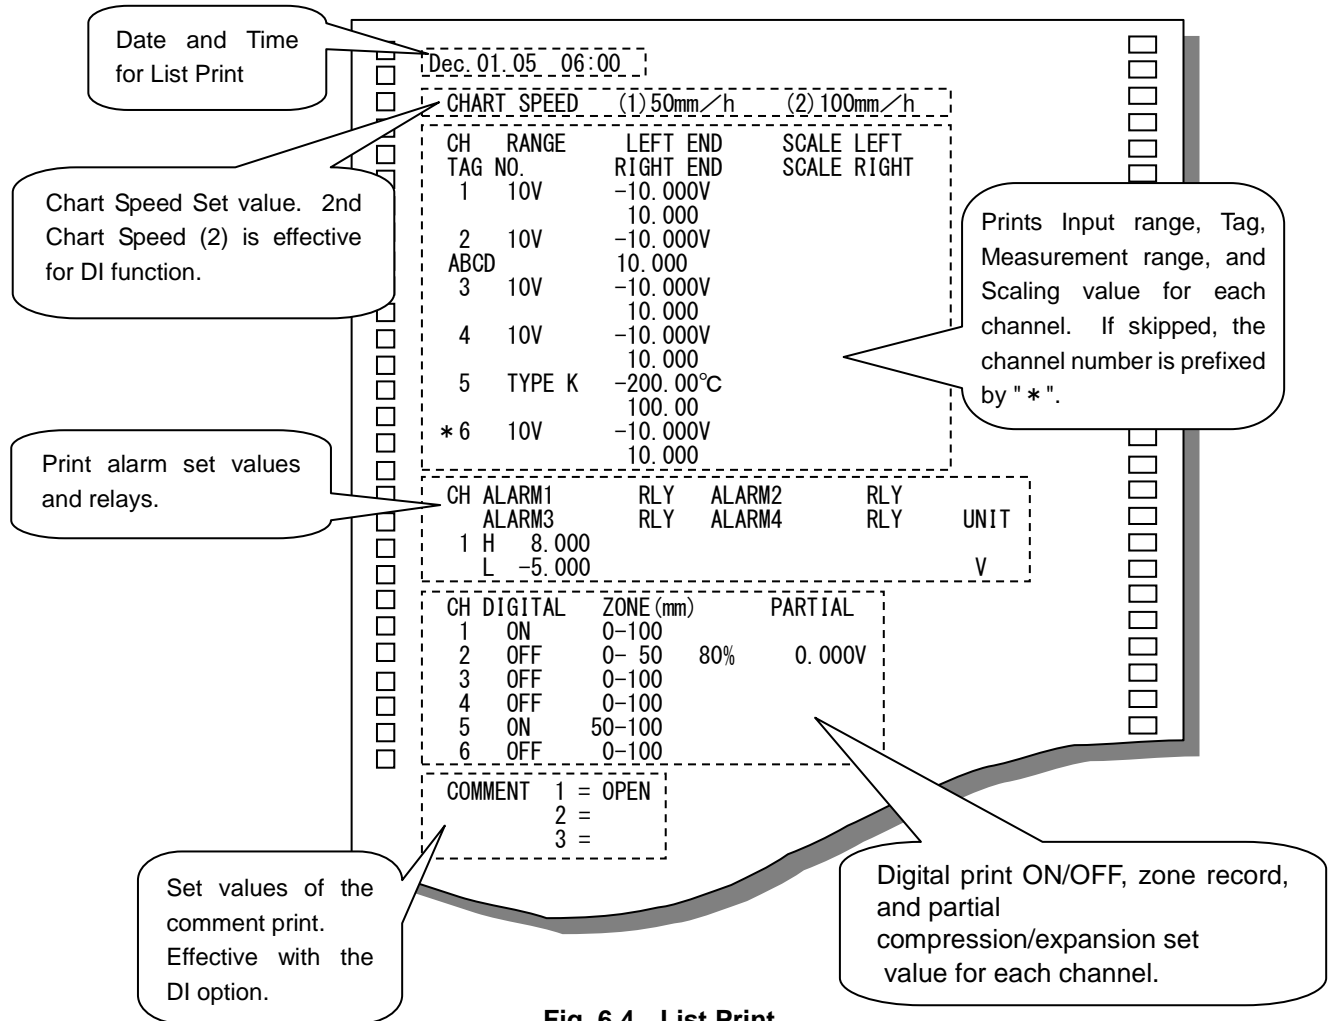 Date and Time
for List Print
Dec.01.05 06:00
CHART SPEED (1)50mm／h (2)100mm／h
CH RANGE LEFT END SCALE LEFT
TAG NO. RIGHT END SCALE RIGHT
1 10V −10.000V
10.000
2 10V −10.000V
ABCD 10.000
3 10V −10.000V
10.000
4 10V −10.000V
10.000
5 TYPE K −200.00℃
100.00
＊6 10V −10.000V
10.000
Chart Speed Set value. 2nd
Chart Speed (2) is effective
for DI function.
Prints Input range, Tag,
Measurement range, and
Scaling value for each
channel. If skipped, the
channel number is prefixed
by "＊".
Print alarm set values
and relays.
CH ALARM1 RLY ALARM2 RLY
ALARM3 RLY ALARM4 RLY UNIT
1 H 8.000
L −5.000 V
CH DIGITAL ZONE(mm) PARTIAL
1 ON 0−100
2 OFF 0− 50 80% 0.000V
3 OFF 0−100
4 OFF 0−100
5 ON 50−100
6 OFF 0−100
COMMENT 1 = OPEN
2 =
3 =
Set values of the
comment print.
Effective with the
DI option.
Digital print ON/OFF, zone record,
and partial
compression/expansion set
value for each channel.
Fig. 6.4 List Print